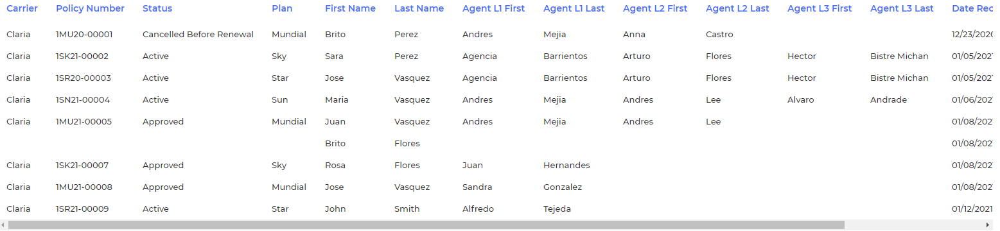 Carrier Policy Number Status Plan First Name Last Name Agent L1 First Agent L1 Last Agent L2 First Agent L2 Last Agent L3 First Agent L3 Last Date Rec
Claria 1MU20-00001 Cancelled Before Renewal Mundial Brito Perez Andres Mejia Anna Castro 12/23/2020
Claria 1SK21-00002 Active Sky Sara Perez Agencia Barrientos Arturo Flores Hector Bistre Michan 01/05/2021
Claria 1SR20-00003 Active Star Jose Vasquez Agencia Barrientos Arturo Flores Hector Bistre Michan 01/05/2021
Claria 1SN21-00004 Active Sun Maria Vasquez Andres Mejia Andres Lee Alvaro Andrade 01/06/2021
Claria 1MU21-00005 Approved Mundial Juan Vasquez Andres Mejia Andres Lee 01/08/2021
Brito Flores 01/08/2021
Claria 1SK21-00007 Approved Sky Rosa Flores Juan Hernandes 01/08/2021
Claria 1MU21-00008 Approved Mundial Jose Vasquez Sandra Gonzalez 01/08/2021
Claria 1SR21-00009 Active Star John Smith Alfredo Tejeda 01/12/2021